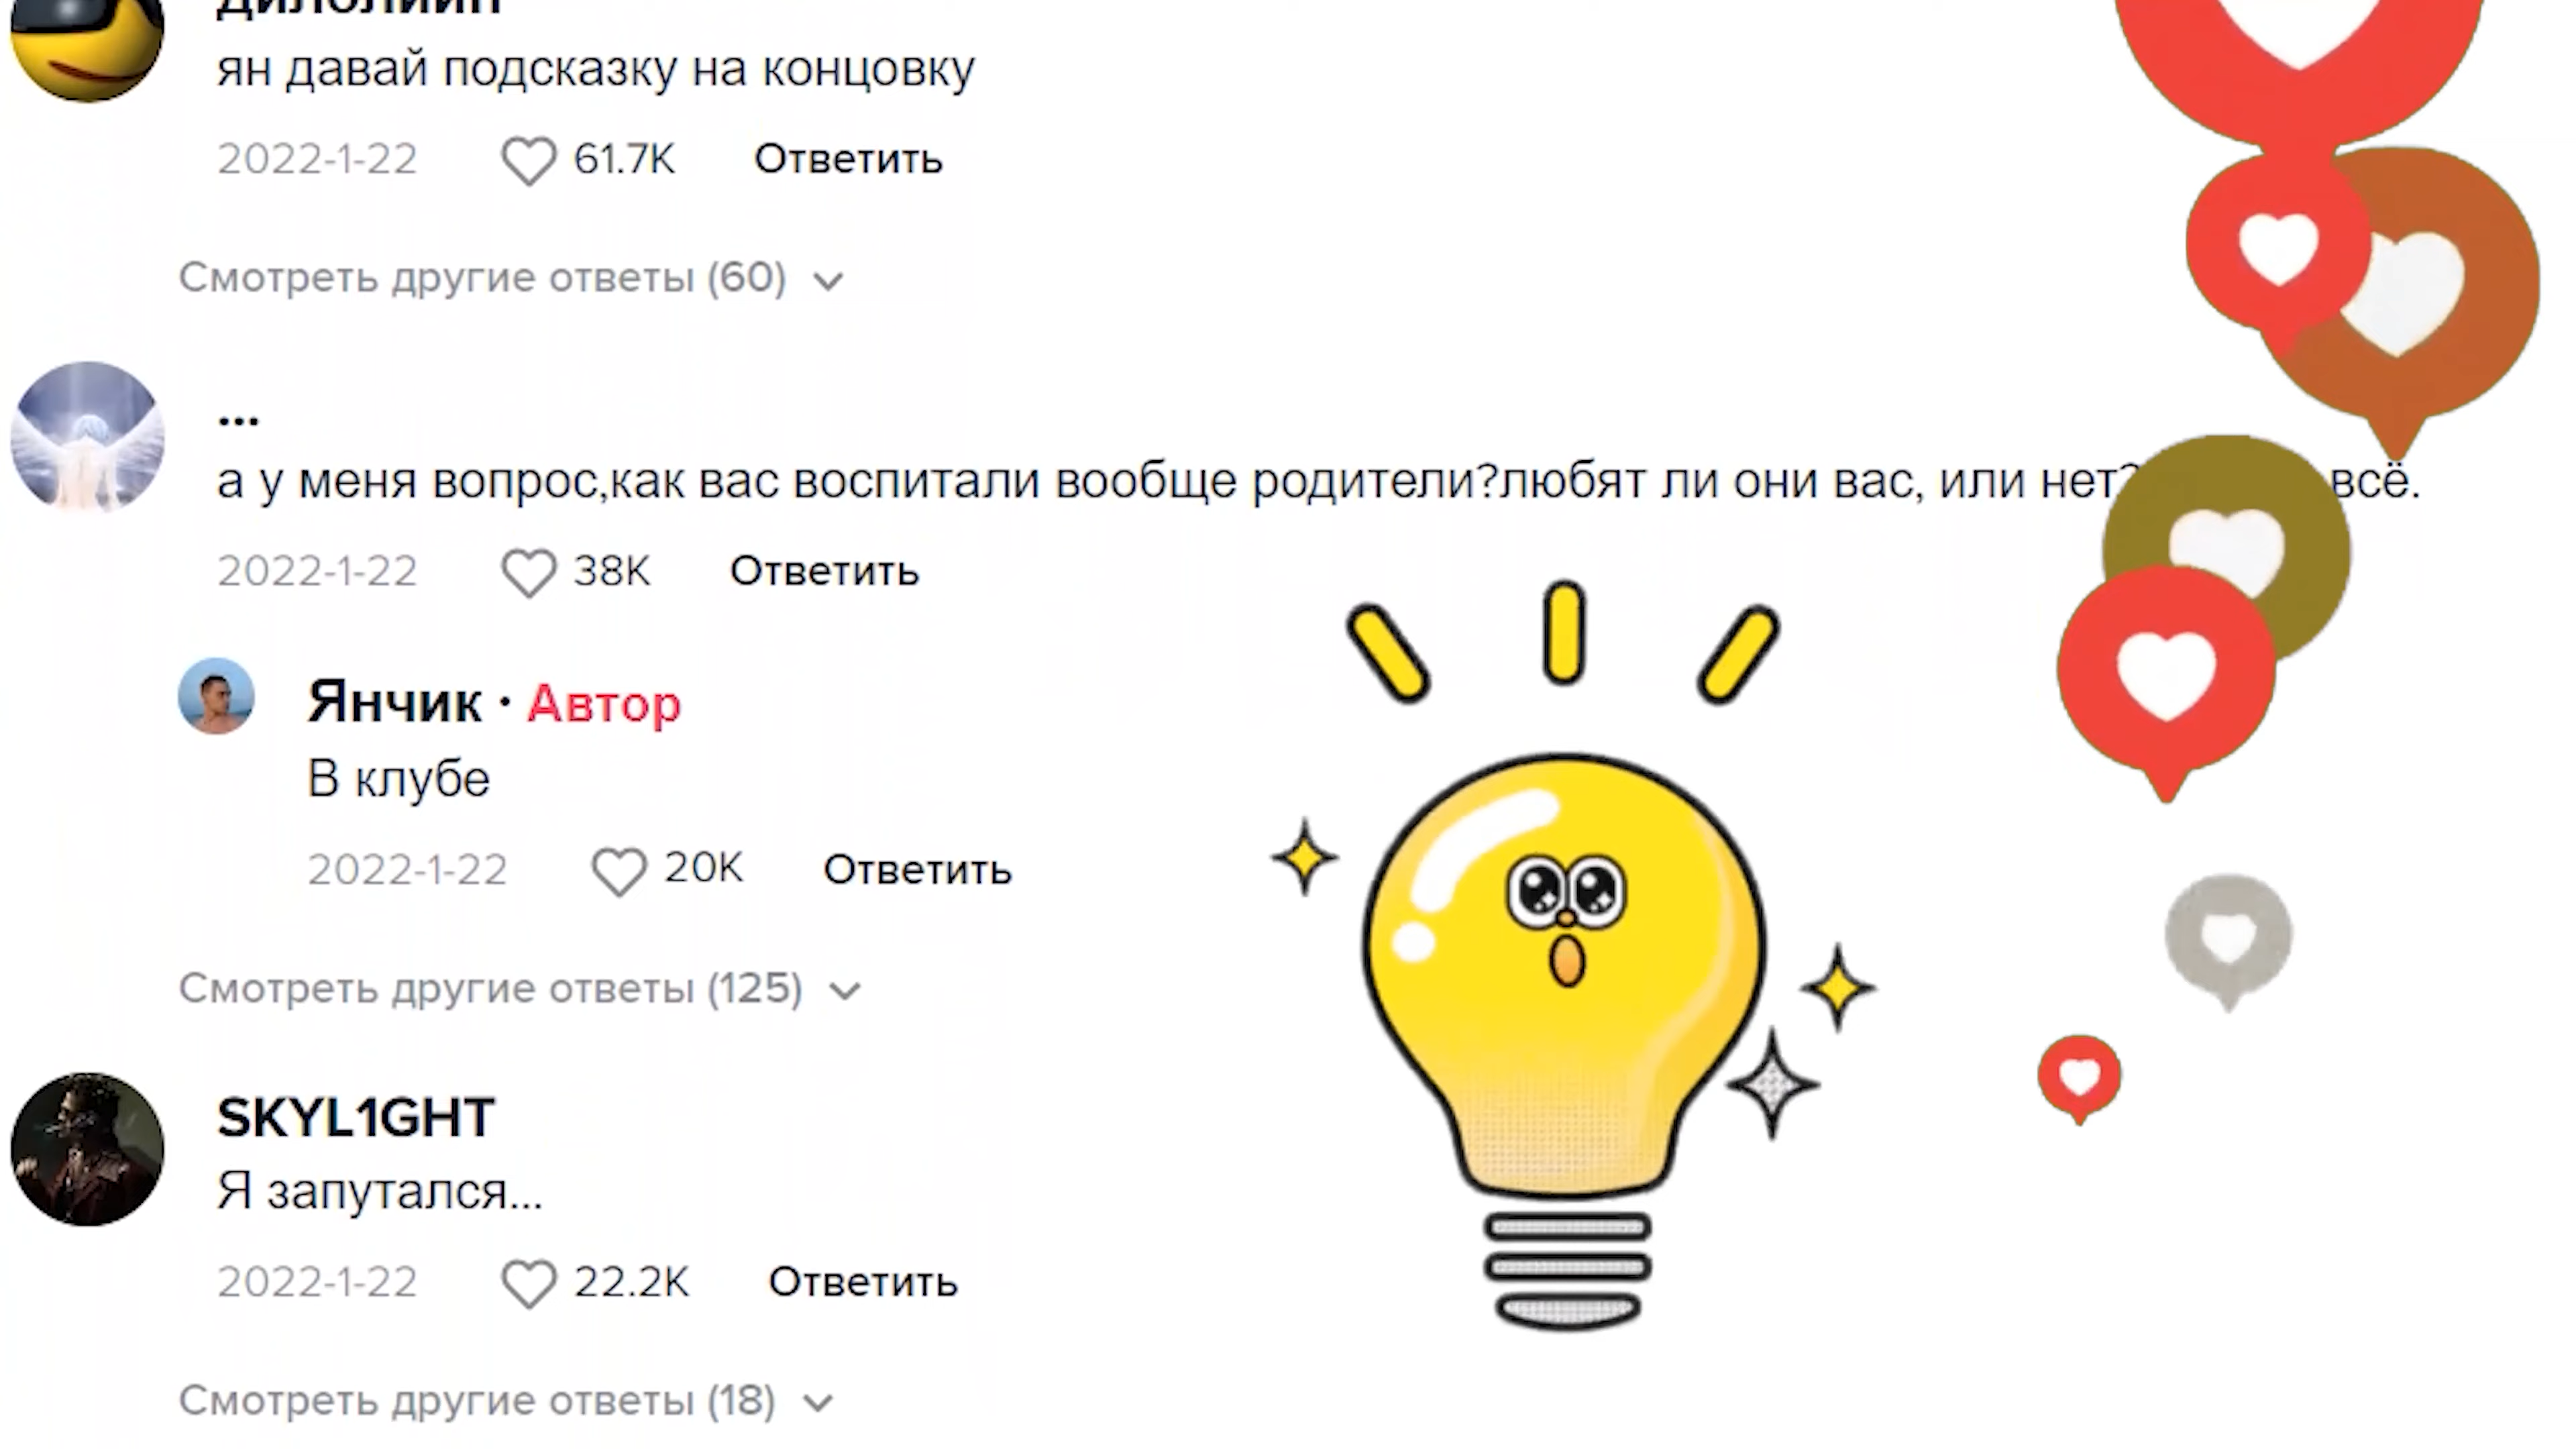 ян давай подсказку на концовку
2022-1-22 61.7K Ответить
Смотреть другие ответы (60)
...
а у меня вопрос,как вас воспитали вообще родители?любят ли они вас, или нет? всё.
2022-1-22 38K Ответить
Янчик · Автор
В клубе
2022-1-22 20K Ответить
Смотреть другие ответы (125)
SKYL1GHT
Я запутался...
2022-1-22 22.2K Ответить
Смотреть другие ответы (18)